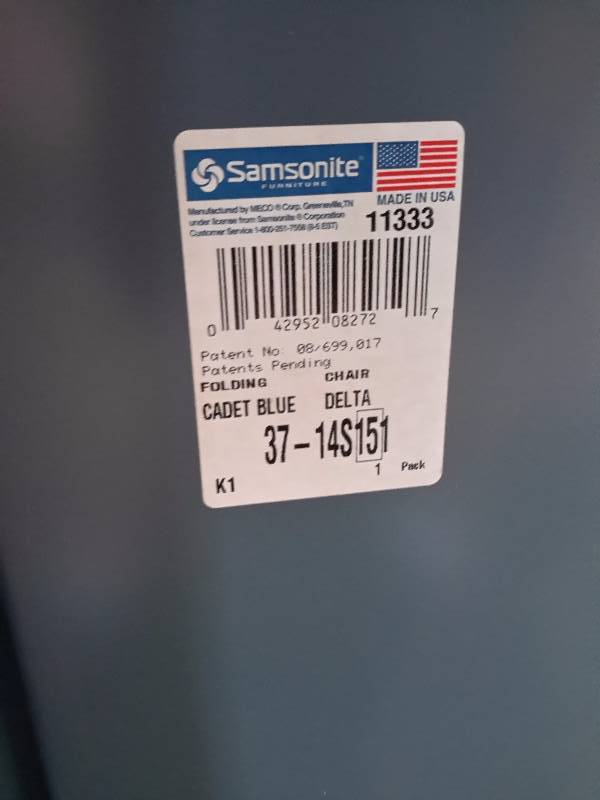 Samsonite
FURNITURE
Manufactured by MECO ® Corp. Greeneville, TN
under license from Samsonite ® Corporation
Customer Service 1-800-251-7558 (8-5 EST)
MADE IN USA
11333
0 42952 08272 7
Patent No: 08/699,017
Patents Pending
FOLDING CHAIR
CADET BLUE DELTA
37-14S151
1 Pack
K1